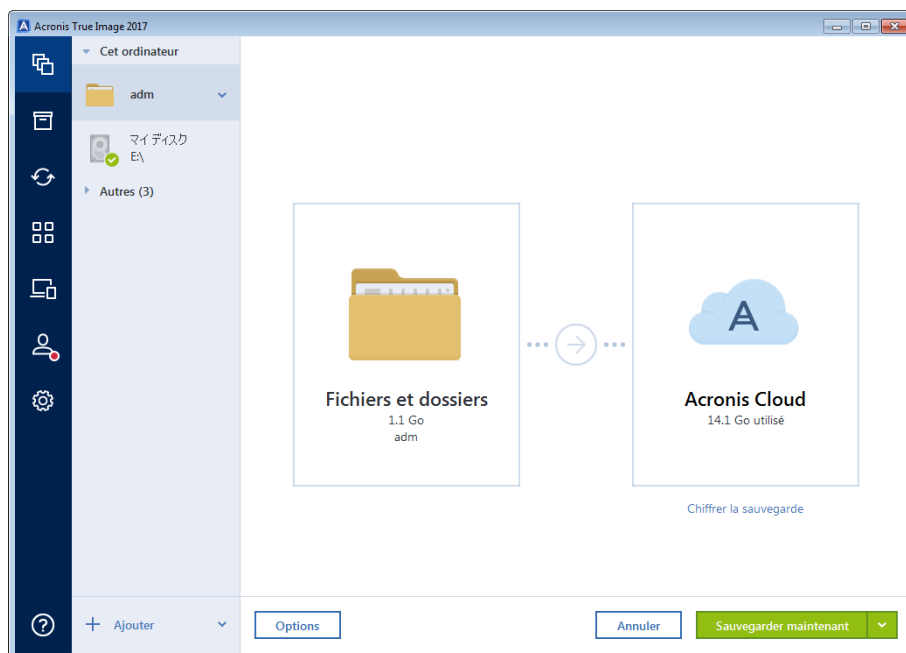 Acronis True Image 2017
Cet ordinateur
adm
マイ ディスク
E:\
Autres (3)
Fichiers et dossiers
1.1 Go
adm
Acronis Cloud
14.1 Go utilisé
Chiffrer la sauvegarde
Ajouter
Options
Annuler
Sauvegarder maintenant